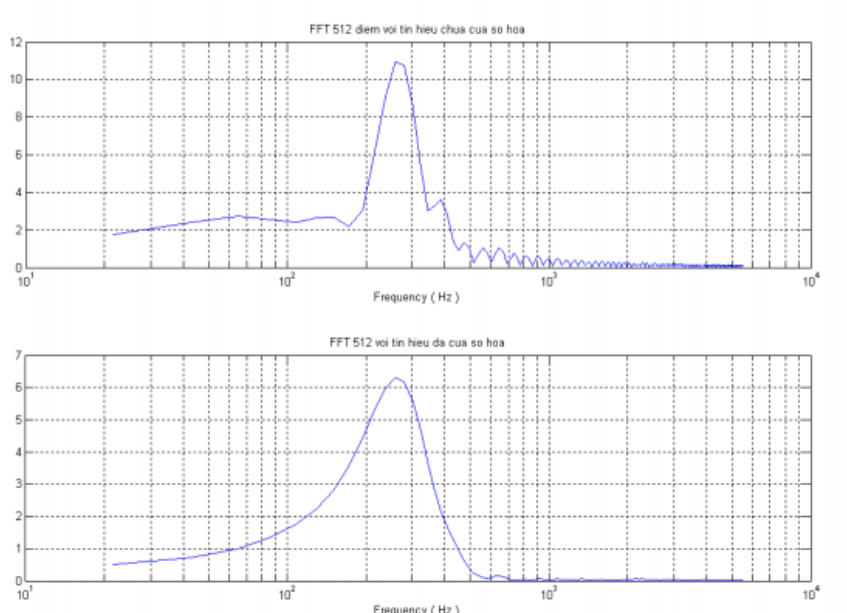 FFT 512 diem voi tin hieu chua cua so hoa
12
10
8
6
4
2
0
10^1 10^2 10^3 10^4
Frequency ( Hz )
FFT 512 voi tin hieu da cua so hoa
7
6
5
4
3
2
1
0
10^1 10^2 10^3 10^4
Frequency ( Hz )